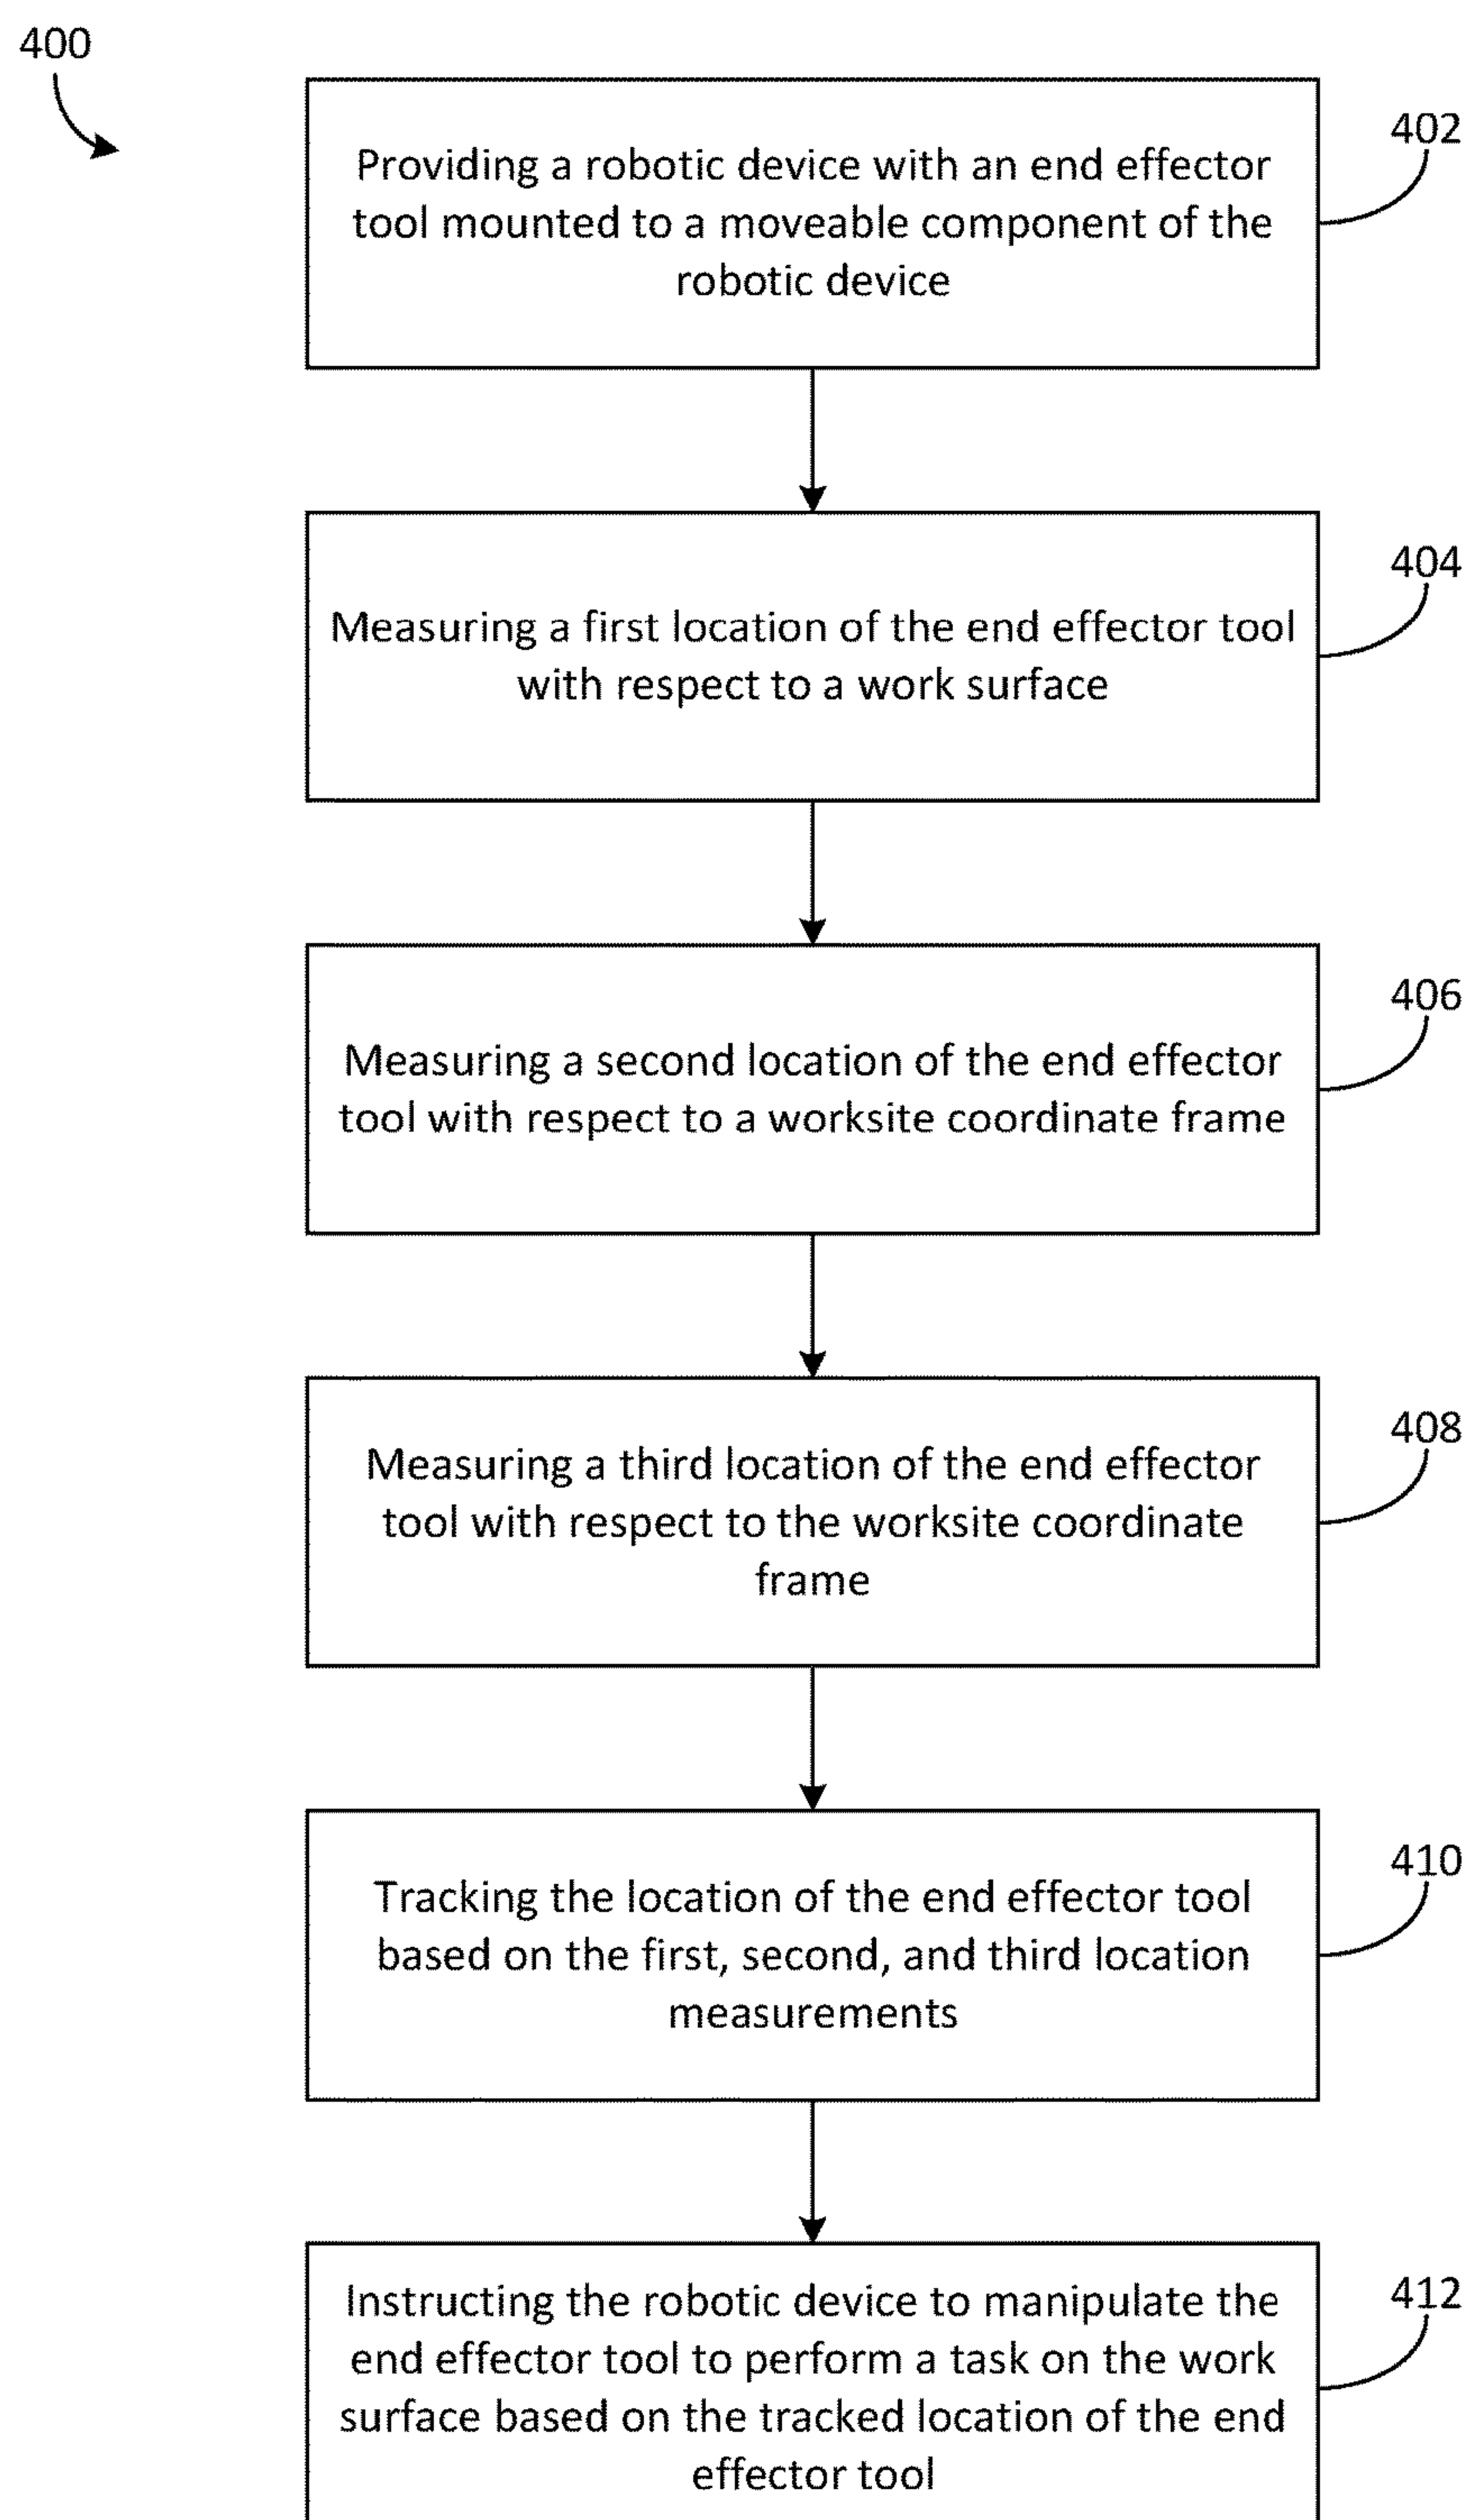 400
402
Providing a robotic device with an end effector
tool mounted to a moveable component of the
robotic device
404
Measuring a first location of the end effector tool
with respect to a work surface
406
Measuring a second location of the end effector
tool with respect to a worksite coordinate frame
408
Measuring a third location of the end effector
tool with respect to the worksite coordinate
frame
410
Tracking the location of the end effector tool
based on the first, second, and third location
measurements
412
Instructing the robotic device to manipulate the
end effector tool to perform a task on the work
surface based on the tracked location of the end
effector tool